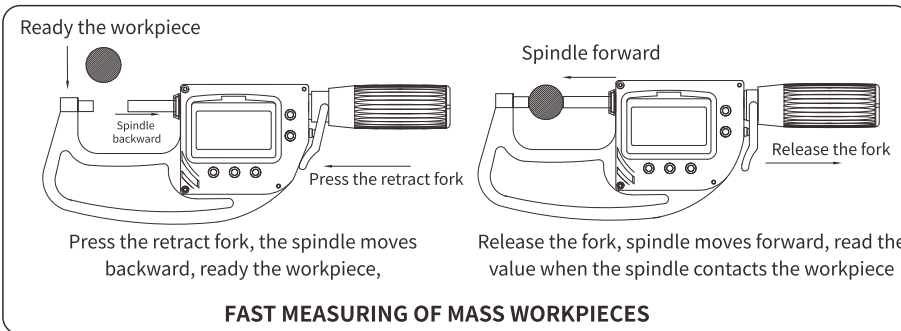 Ready the workpiece
Spindle
backward
Press the retract fork
Press the retract fork, the spindle moves
backward, ready the workpiece,
Spindle forward
Release the fork
Release the fork, spindle moves forward, read the
value when the spindle contacts the workpiece
FAST MEASURING OF MASS WORKPIECES